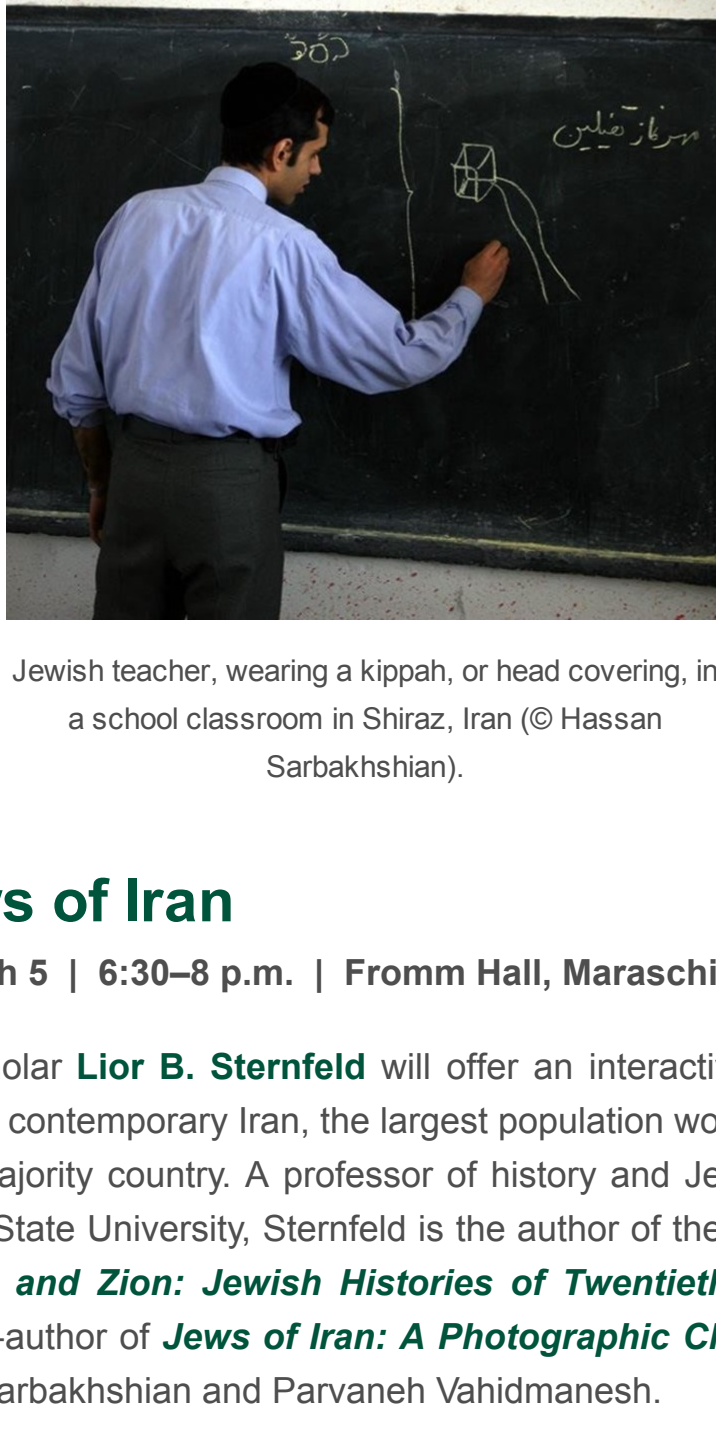 تفیلین
Jewish teacher, wearing a kippah, or head covering, in
a school classroom in Shiraz, Iran (© Hassan
Sarbakhshian).
s of Iran
h 5 | 6:30–8 p.m. | Fromm Hall, Maraschi
olar Lior B. Sternfeld will offer an interacti
contemporary Iran, the largest population wo
ajority country. A professor of history and Je
State University, Sternfeld is the author of the
and Zion: Jewish Histories of Twentieth
-author of Jews of Iran: A Photographic Ch
arbakhshian and Parvaneh Vahidmanesh.